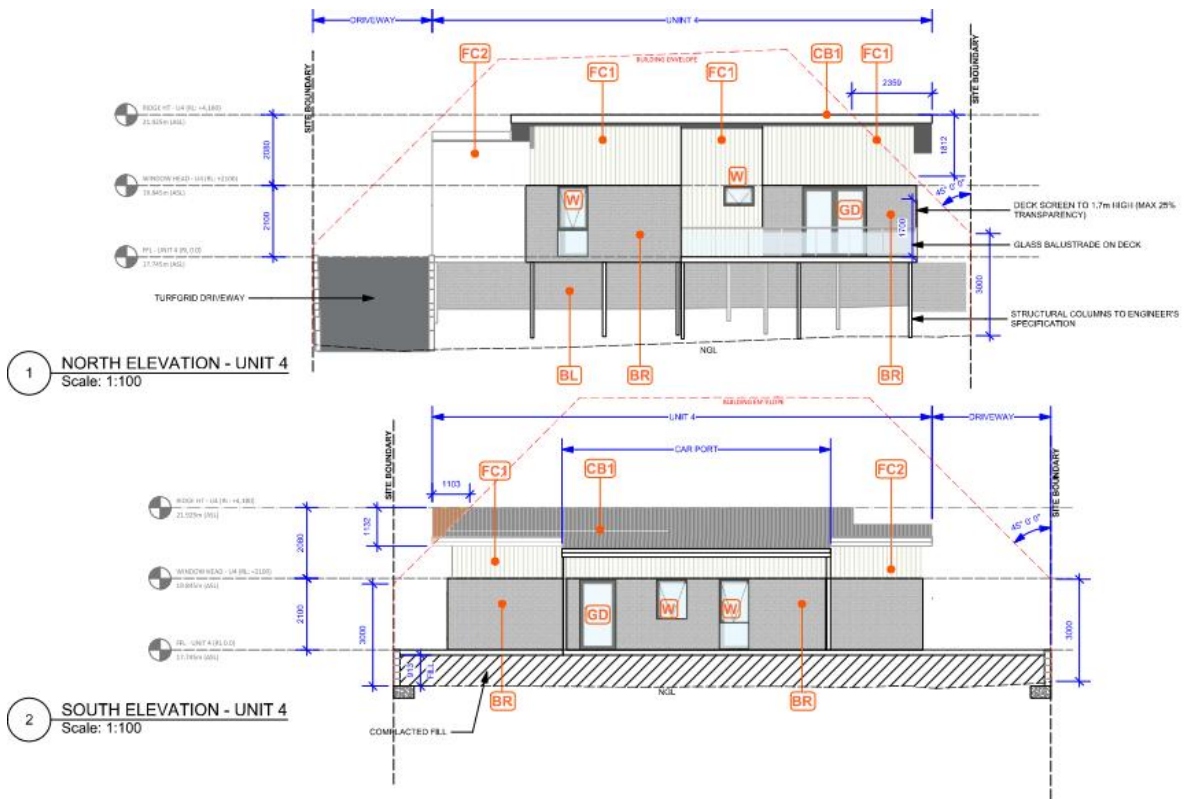 DRIVEWAY
UNINT 4
FC2
FC1
FC1
CB1
FC1
BUILDING ENVELOPE
2359
SITE BOUNDARY
SITE BOUNDARY
RIDGE HT - U4 (RL: +4,180)
21.925m (ASL)
2080
1812
WINDOW HEAD - U4 (RL: +2100)
19.845m (ASL)
W
W
GD
45° 0' 0"
DECK SCREEN TO 1.7m HIGH (MAX 25%
TRANSPARENCY)
2100
1700
GLASS BALUSTRADE ON DECK
FFL - UNIT 4 (RL 0.0)
17.745m (ASL)
3000
TURFGRID DRIVEWAY
STRUCTURAL COLUMNS TO ENGINEER'S
SPECIFICATION
NGL
1
NORTH ELEVATION - UNIT 4
Scale: 1:100
BL
BR
BR
BUILDING ENVELOPE
UNIT 4
DRIVEWAY
SITE BOUNDARY
CAR PORT
FC1
CB1
FC2
1103
SITE BOUNDARY
RIDGE HT - U4 (RL: +4,180)
21.925m (ASL)
1132
45° 0' 0"
2080
WINDOW HEAD - U4 (RL: +2100)
19.845m (ASL)
GD
W
W
2100
3000
3000
FFL - UNIT 4 (RL 0.0)
17.745m (ASL)
913
FILL
NGL
BR
BR
2
SOUTH ELEVATION - UNIT 4
Scale: 1:100
COMPLACTED FILL